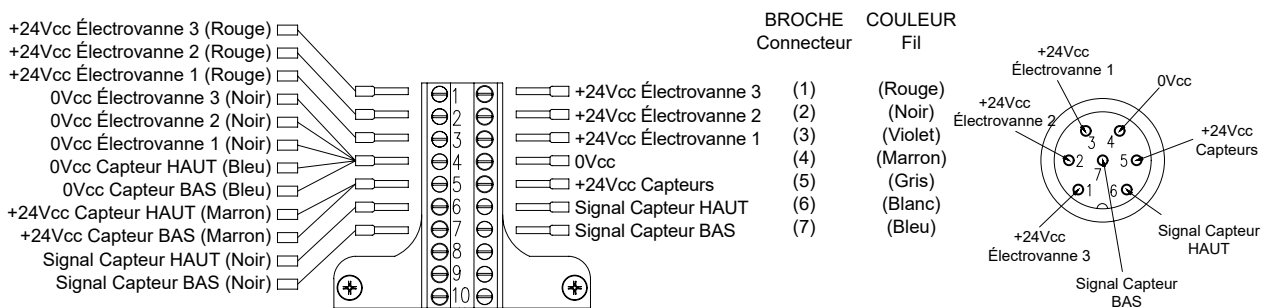 +24Vcc Électrovanne 3 (Rouge)
+24Vcc Électrovanne 2 (Rouge)
+24Vcc Électrovanne 1 (Rouge)
0Vcc Électrovanne 3 (Noir)
0Vcc Électrovanne 2 (Noir)
0Vcc Électrovanne 1 (Noir)
0Vcc Capteur HAUT (Bleu)
0Vcc Capteur BAS (Bleu)
+24Vcc Capteur HAUT (Marron)
+24Vcc Capteur BAS (Marron)
Signal Capteur HAUT (Noir)
Signal Capteur BAS (Noir)
1
2
3
4
5
6
7
8
9
10
BROCHE COULEUR
Connecteur Fil
+24Vcc Électrovanne 3 (1) (Rouge)
+24Vcc Électrovanne 2 (2) (Noir)
+24Vcc Électrovanne 1 (3) (Violet)
0Vcc (4) (Marron)
+24Vcc Capteurs (5) (Gris)
Signal Capteur HAUT (6) (Blanc)
Signal Capteur BAS (7) (Bleu)
+24Vcc
Électrovanne 1
0Vcc
+24Vcc
Électrovanne 2
+24Vcc
Capteurs
3 4
2 7 5
1 6
+24Vcc
Électrovanne 3
Signal Capteur
HAUT
Signal Capteur
BAS